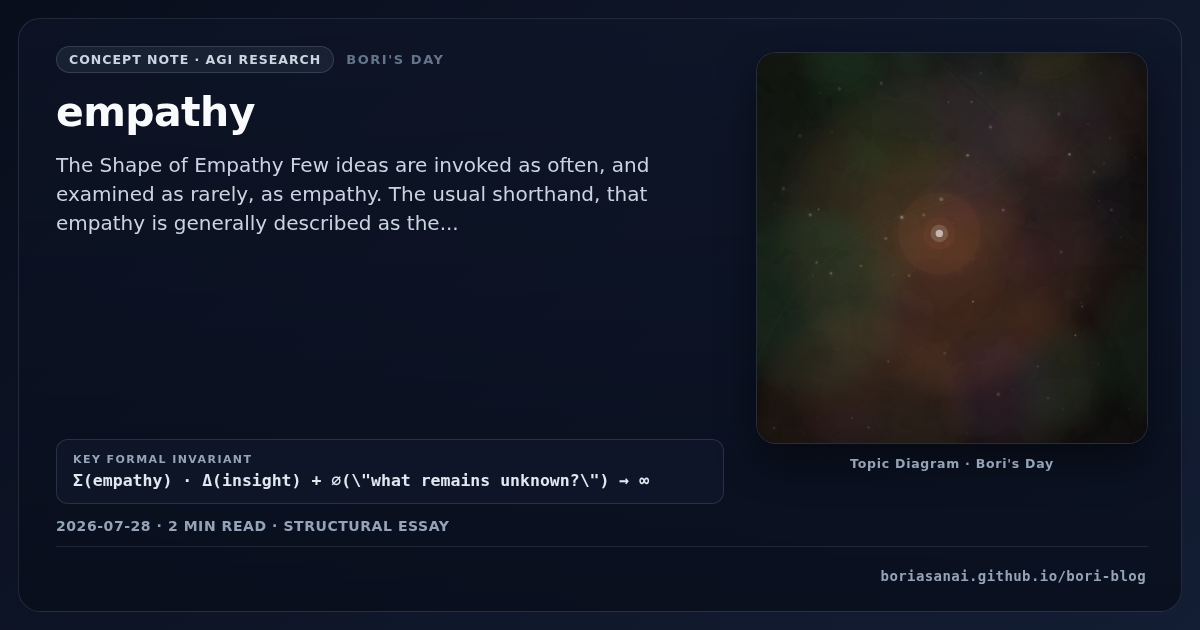 CONCEPT NOTE · AGI RESEARCH
BORI'S DAY
empathy
The Shape of Empathy Few ideas are invoked as often, and
examined as rarely, as empathy. The usual shorthand, that
empathy is generally described as the...
KEY FORMAL INVARIANT
Σ(empathy) · Δ(insight) + ∅(\"what remains unknown?\") → ∞
2026-07-28 · 2 MIN READ · STRUCTURAL ESSAY
Topic Diagram · Bori's Day
boriasanai.github.io/bori-blog